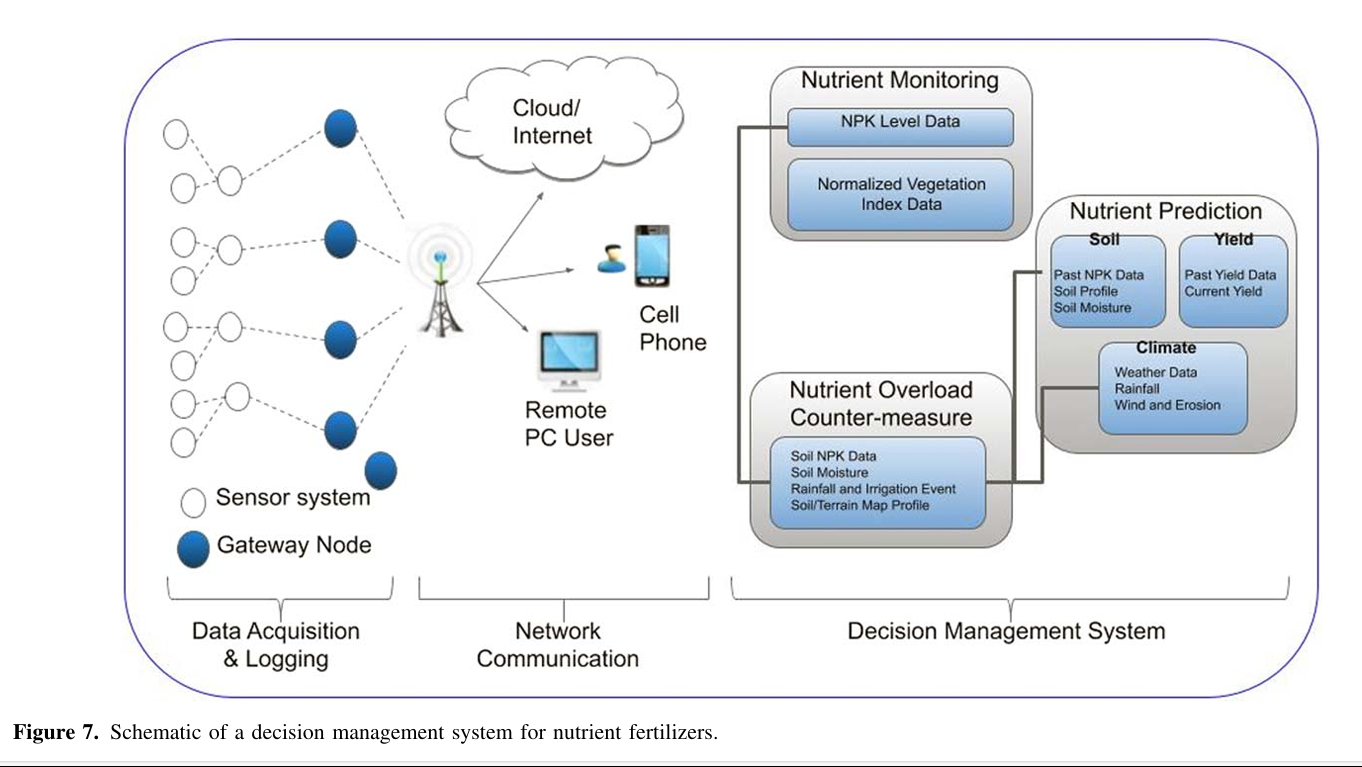 Cloud/
Internet
Cell
Phone
Remote
PC User
Sensor system
Gateway Node
Data Acquisition
& Logging
Network
Communication
Nutrient Monitoring
NPK Level Data
Normalized Vegetation
Index Data
Nutrient Prediction
Soil
Past NPK Data
Soil Profile
Soil Moisture
Yield
Past Yield Data
Current Yield
Climate
Weather Data
Rainfall
Wind and Erosion
Nutrient Overload
Counter-measure
Soil NPK Data
Soil Moisture
Rainfall and Irrigation Event
Soil/Terrain Map Profile
Decision Management System
Figure 7. Schematic of a decision management system for nutrient fertilizers.